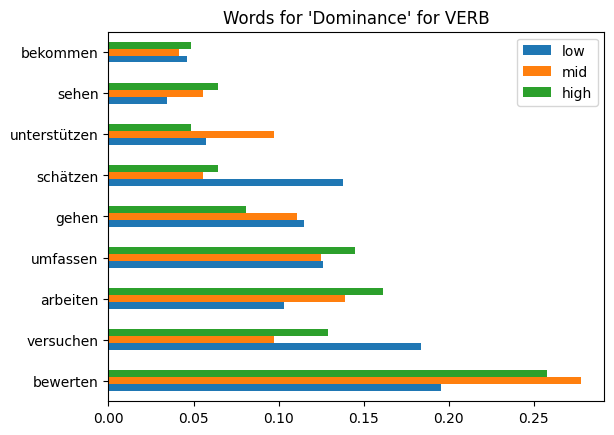 Words for 'Dominance' for VERB
low
mid
high
bekommen
sehen
unterstützen
schätzen
gehen
umfassen
arbeiten
versuchen
bewerten
0.00 0.05 0.10 0.15 0.20 0.25